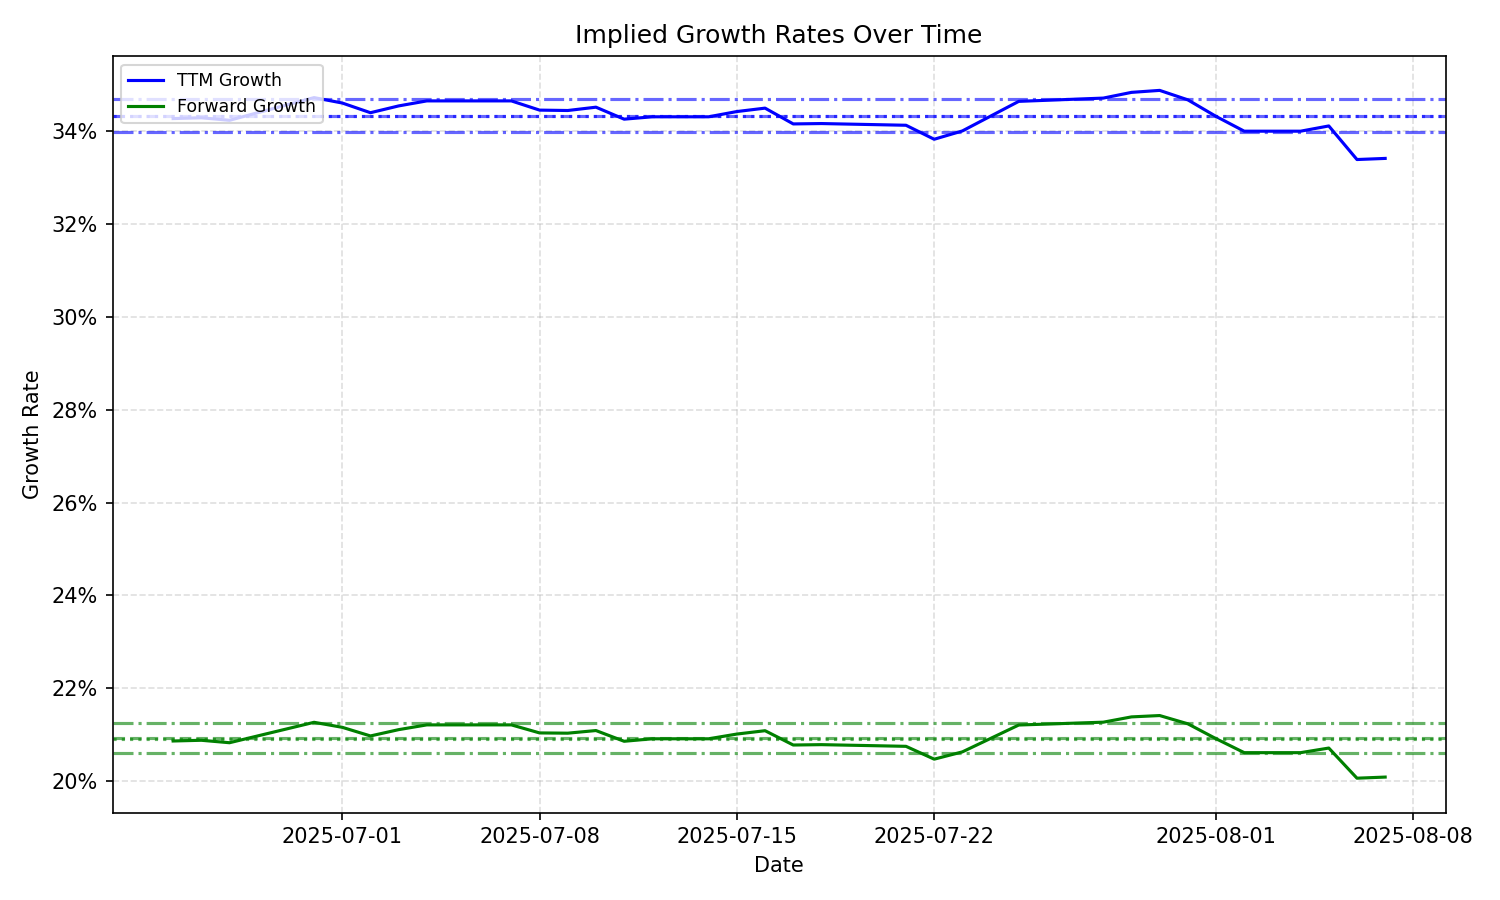 Implied Growth Rates Over Time
TTM Growth
Forward Growth
34%
32%
30%
28%
26%
24%
22%
20%
Growth Rate
2025-07-01
2025-07-08
2025-07-15
2025-07-22
2025-08-01
2025-08-08
Date